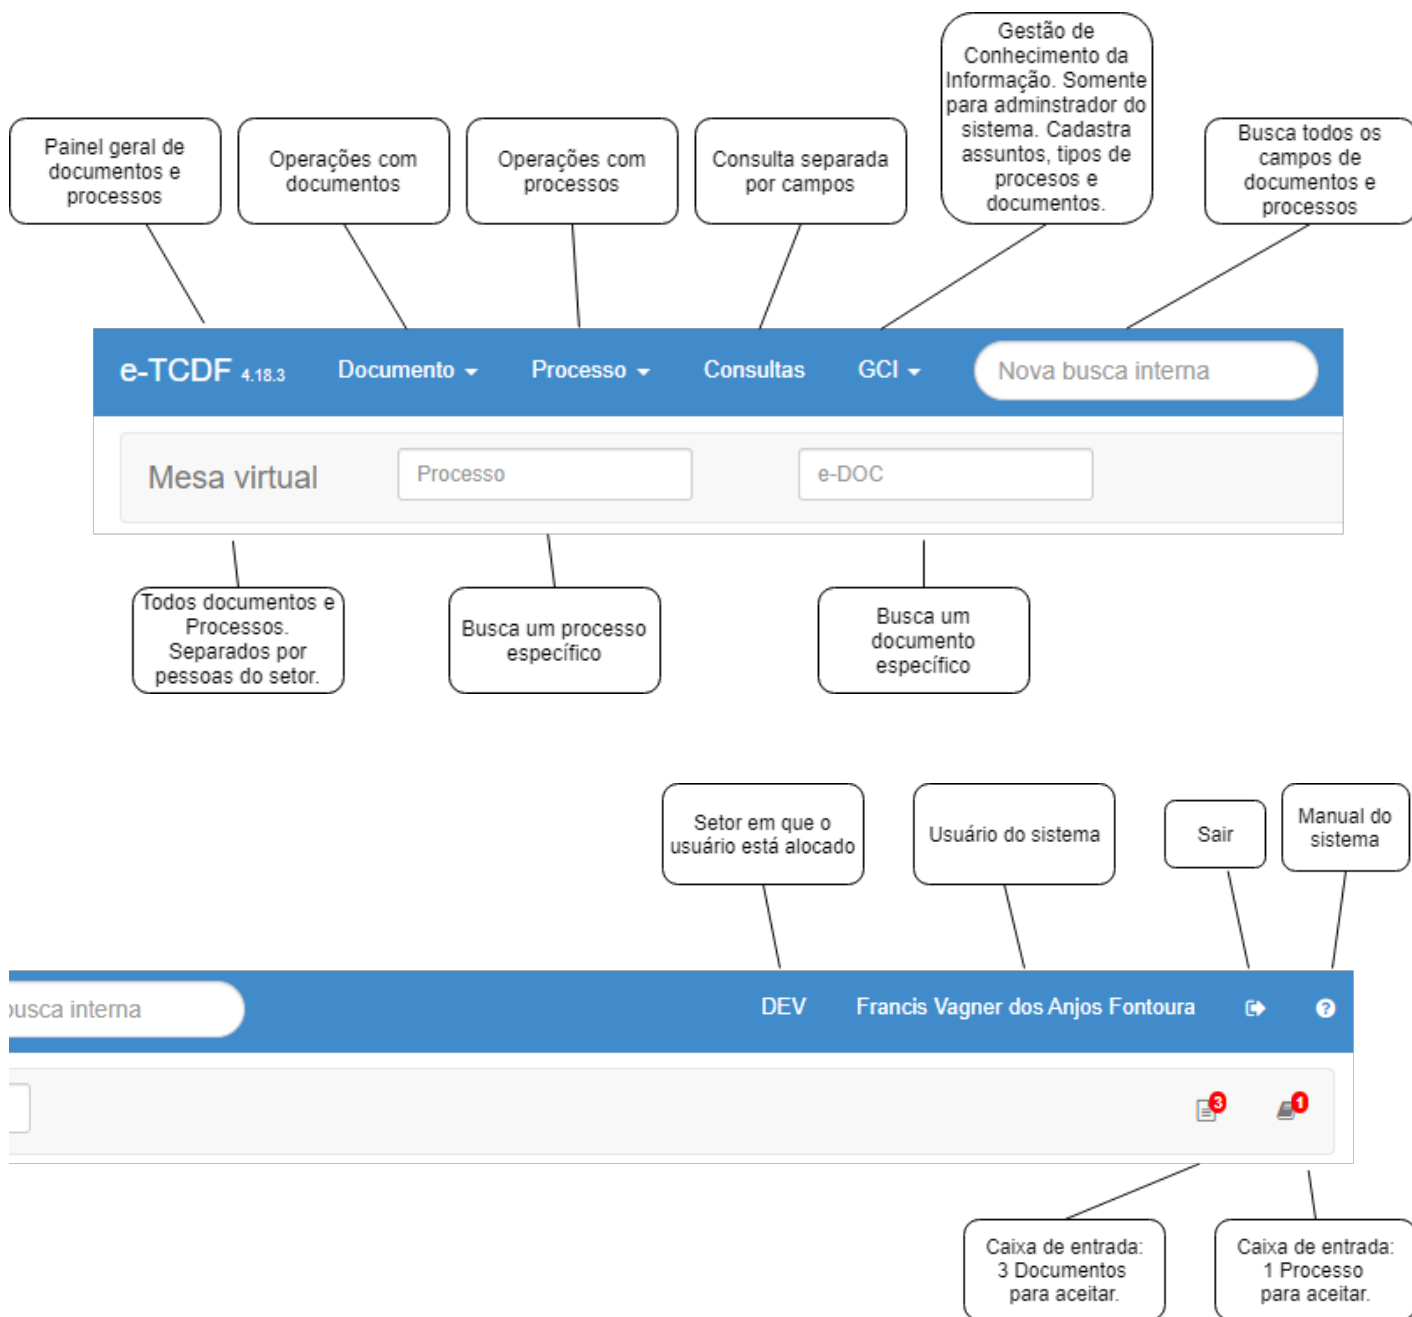 Gestão de
Conhecimento da
Informação. Somente
para adminstrador do
sistema. Cadastra
assuntos, tipos de
procesos e
documentos.
Painel geral de
documentos e
processos
Operações com
documentos
Operações com
processos
Consulta separada
por campos
Busca todos os
campos de
documentos e
processos
e-TCDF 4.18.3
Documento
Processo
Consultas
GCI
Nova busca interna
Mesa virtual
Processo
e-DOC
Todos documentos e
Processos.
Separados por
pessoas do setor.
Busca um processo
específico
Busca um
documento
específico
Setor em que o
usuário está alocado
Usuário do sistema
Sair
Manual do
sistema
busca interna
DEV
Francis Vagner dos Anjos Fontoura
?
3
1
Caixa de entrada:
3 Documentos
para aceitar.
Caixa de entrada:
1 Processo
para aceitar.